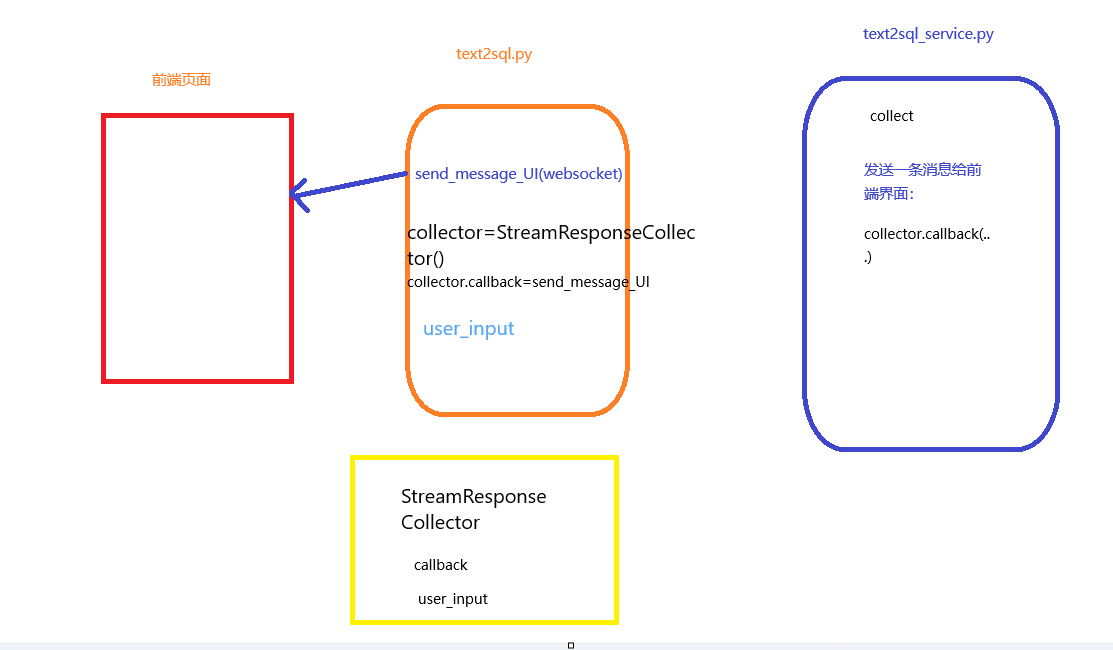 前端页面
text2sql.py
send_message_UI(websocket)
collector=StreamResponseCollec
tor()
collector.callback=send_message_UI
user_input
text2sql_service.py
collect
发送一条消息给前
端界面：
collector.callback(..
.)
StreamResponse
Collector
callback
user_input